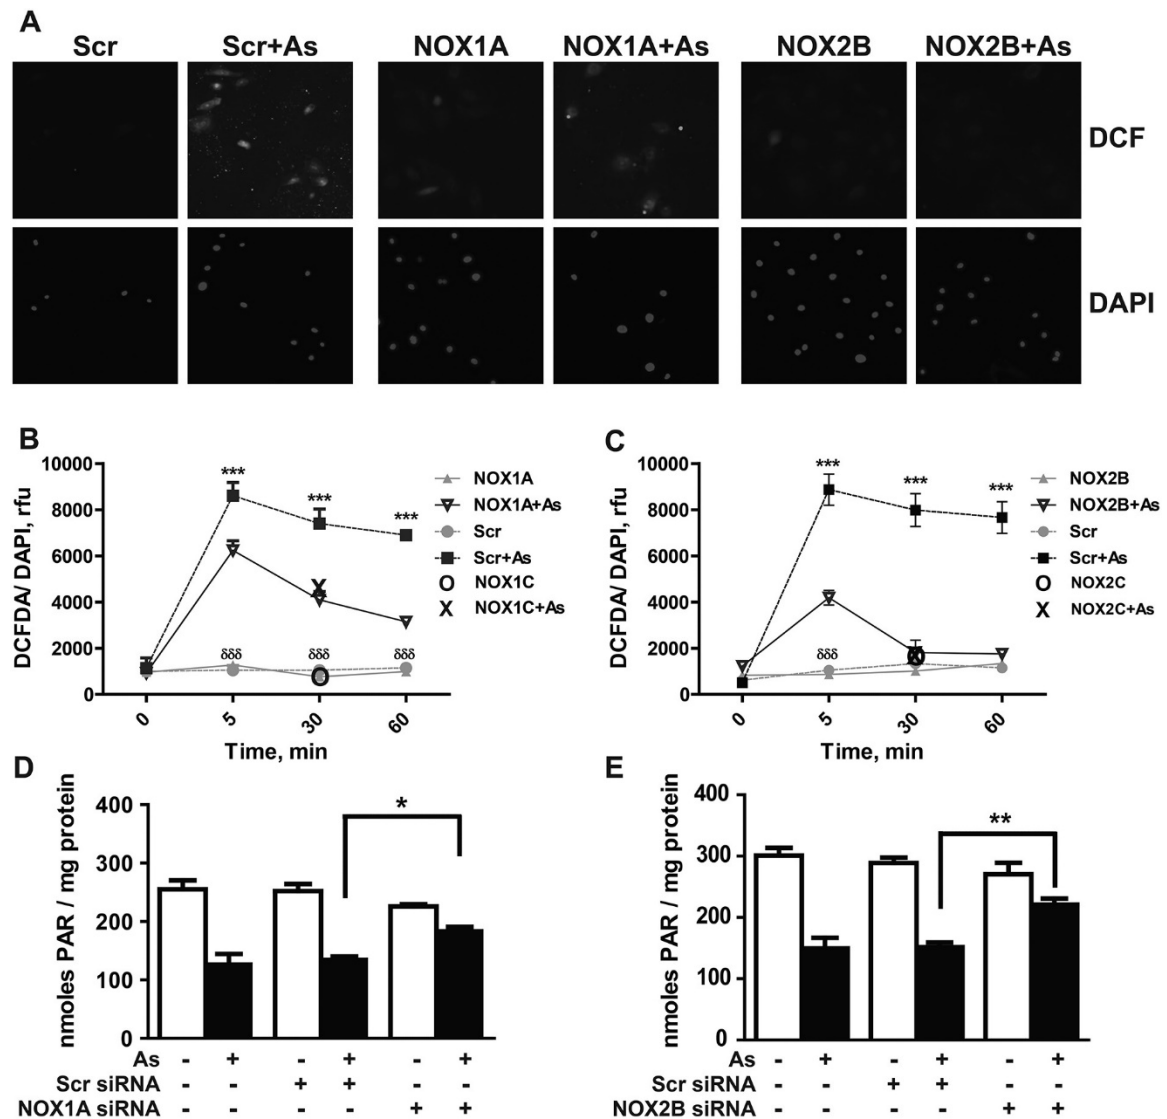 A
Scr Scr+As NOX1A NOX1A+As NOX2B NOX2B+As
DCF
DAPI
B
10000
8000
6000
4000
2000
0
DCFDA/ DAPI, rfu
*** *** ***
δδδ δδδ δδδ
0 5 30 60
Time, min
NOX1A
NOX1A+As
Scr
Scr+As
O NOX1C
X NOX1C+As
C
10000
8000
6000
4000
2000
0
DCFDA/ DAPI, rfu
*** *** ***
δδδ
0 5 30 60
Time, min
NOX2B
NOX2B+As
Scr
Scr+As
O NOX2C
X NOX2C+As
D
400
300
200
100
0
nmoles PAR / mg protein
*
As - + - + - +
Scr siRNA - - + + - -
NOX1A siRNA - - - - + +
E
400
300
200
100
0
nmoles PAR / mg protein
**
As - + - + - +
Scr siRNA - - + + - -
NOX2B siRNA - - - - + +